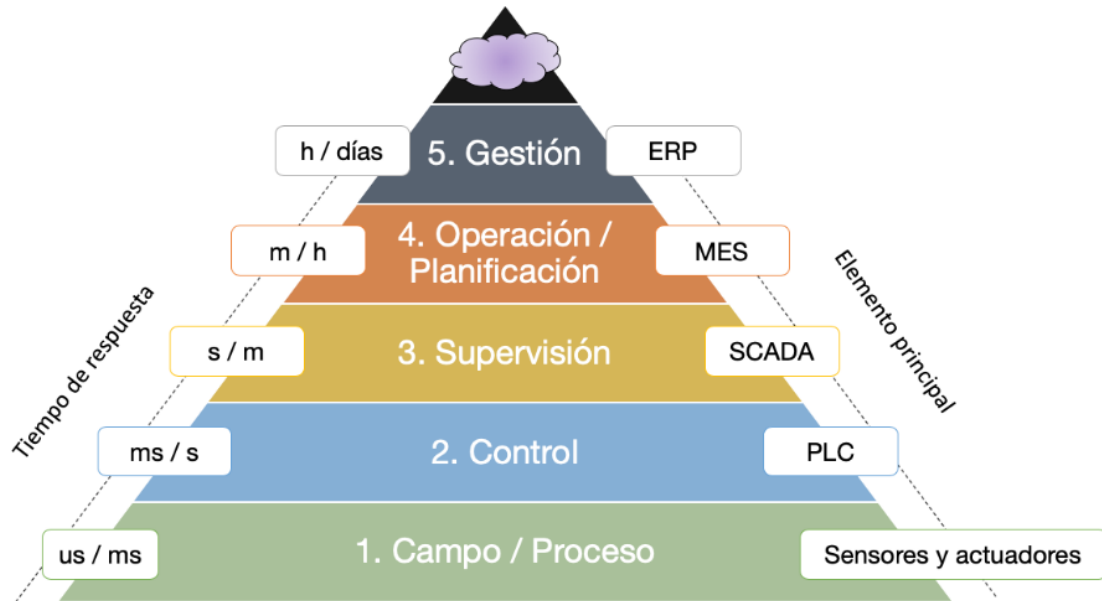 h / días
5. Gestión
ERP
m / h
4. Operación /
Planificación
MES
s / m
3. Supervisión
SCADA
ms / s
2. Control
PLC
us / ms
1. Campo / Proceso
Sensores y actuadores
Tiempo de respuesta
Elemento principal